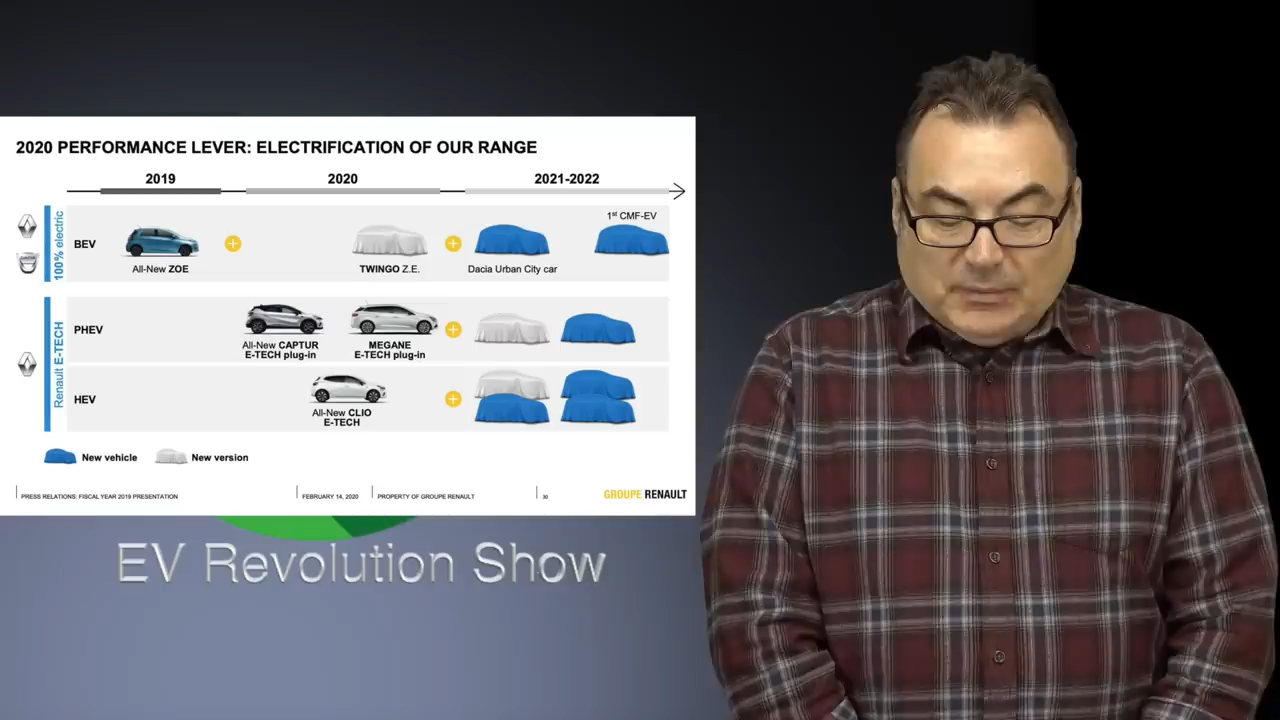 2020 PERFORMANCE LEVER: ELECTRIFICATION OF OUR RANGE
2019
2020
2021-2022
100% electric
BEV
All-New ZOE
TWINGO Z.E.
Dacia Urban City car
1st CMF-EV
Renault E-TECH
PHEV
All-New CAPTUR
E-TECH plug-in
MEGANE
E-TECH plug-in
HEV
All-New CLIO
E-TECH
New vehicle
New version
PRESS RELATIONS: FISCAL YEAR 2019 PRESENTATION
FEBRUARY 14, 2020
PROPERTY OF GROUPE RENAULT
30
GROUPE RENAULT
EV Revolution Show